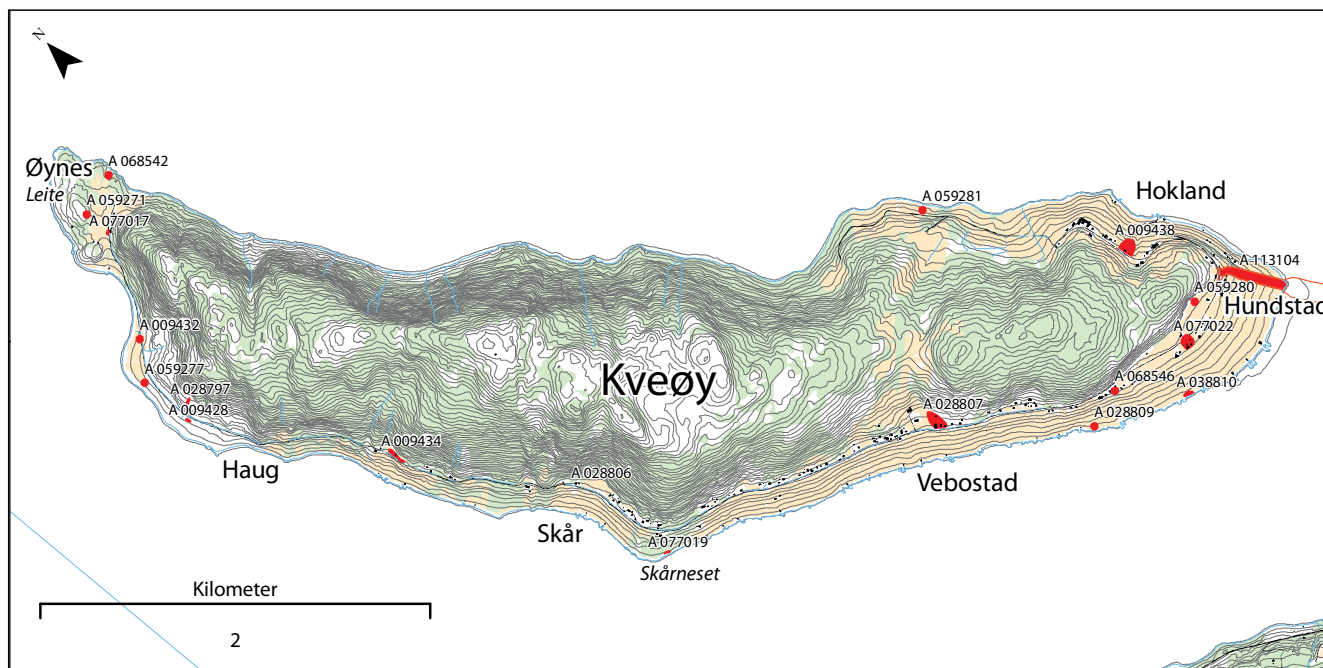 N
Øynes
Leite
A 068542
A 059271
A 077017
A 059281
Hokland
A 009438
A 113104
A 059280
Hundstad
A 077022
A 009432
A 059277
A 028797
A 009428
Kveøy
A 068546
A 038810
A 028807
A 028809
A 009434
Haug
A 028806
Vebostad
Skår
A 077019
Skårneset
Kilometer
2